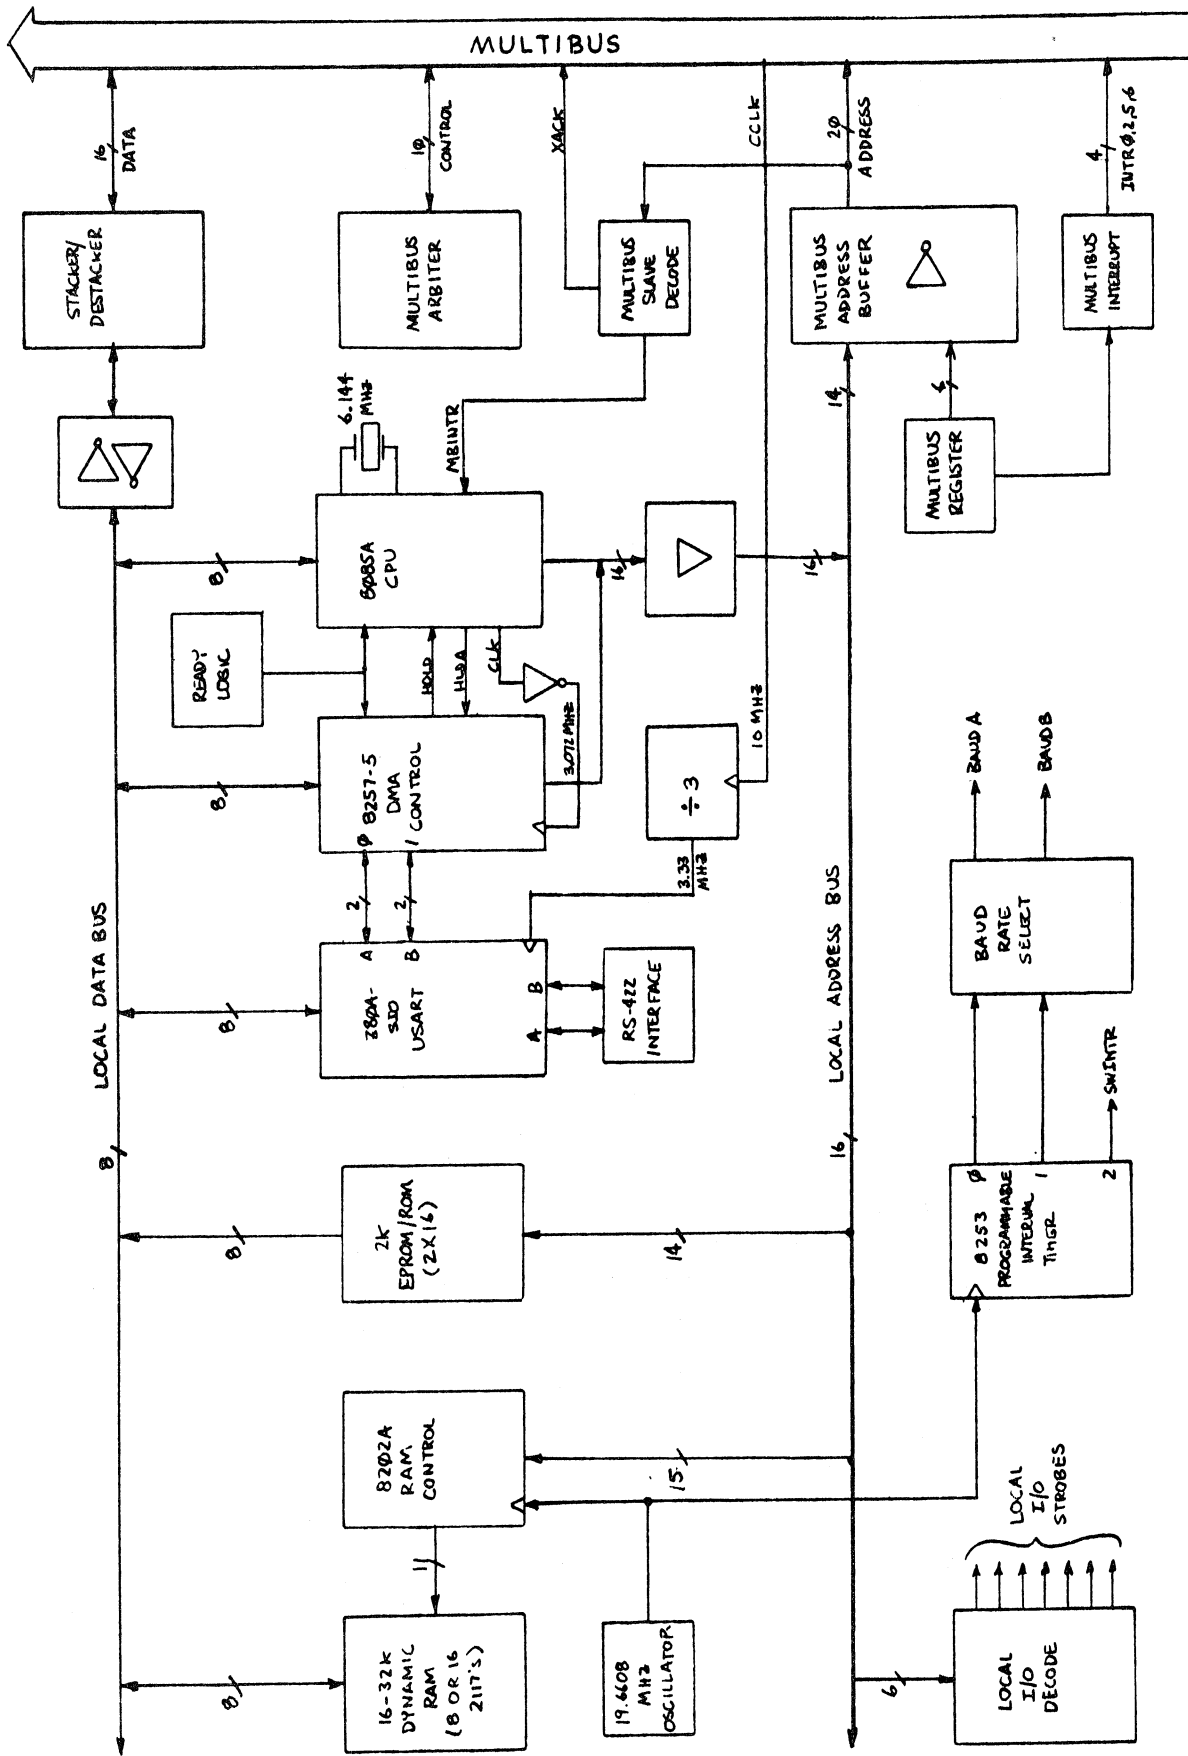 MULTIBUS
16
DATA
10
CONTROL
XACK
CCLK
20
ADDRESS
4
INTR0,2,5,6
STACKER/
DESTACKER
MULTIBUS
ARBITER
MULTIBUS
SLAVE
DECODE
MULTIBUS
ADDRESS
BUFFER
MULTIBUS
INTERRUPT
6.144
MHZ
MBINTR
14
6
MULTIBUS
REGISTER
8
8085A
CPU
16
16
READY
LOGIC
HOLD
HLDA
CLK
3.072MHZ
10 MHZ
8
0 8257-5
DMA
1 CONTROL
÷3
3.33
MHZ
BAUDA
BAUDB
2
2
LOCAL DATA BUS
8
A
B
Z80A-
SIO
USART
A
B
RS-422
INTERFACE
LOCAL ADDRESS BUS
BAUD
RATE
SELECT
8
16
SWINTR
8
2K
EPROM/ROM
(2X16)
14
8253
PROGRAMMABLE
INTERVAL
TIMER
0
1
2
8202A
RAM
CONTROL
15
11
LOCAL
I/O
STROBES
8
16-32K
DYNAMIC
RAM
(8 OR 16
2117'S)
19.6608
MHZ
OSCILLATOR
6
LOCAL
I/O
DECODE